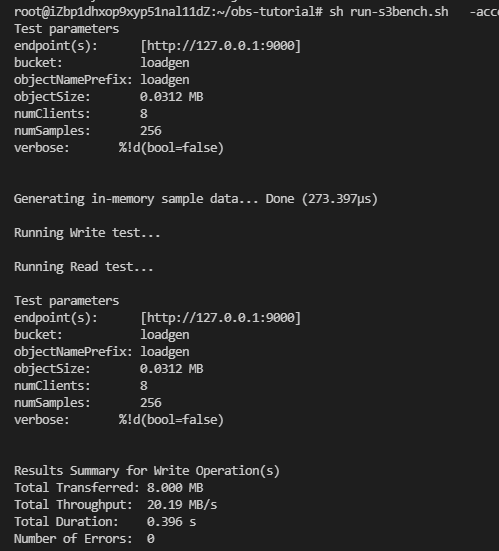 root@iZbp1dhxop9xyp51nal11dZ:~/obs-tutorial# sh run-s3bench.sh   -acce
Test parameters
endpoint(s):      [http://127.0.0.1:9000]
bucket:           loadgen
objectNamePrefix: loadgen
objectSize:       0.0312 MB
numClients:       8
numSamples:       256
verbose:       %!d(bool=false)
Generating in-memory sample data... Done (273.397µs)
Running Write test...
Running Read test...
Test parameters
endpoint(s):      [http://127.0.0.1:9000]
bucket:           loadgen
objectNamePrefix: loadgen
objectSize:       0.0312 MB
numClients:       8
numSamples:       256
verbose:       %!d(bool=false)
Results Summary for Write Operation(s)
Total Transferred: 8.000 MB
Total Throughput:  20.19 MB/s
Total Duration:    0.396 s
Number of Errors:  0